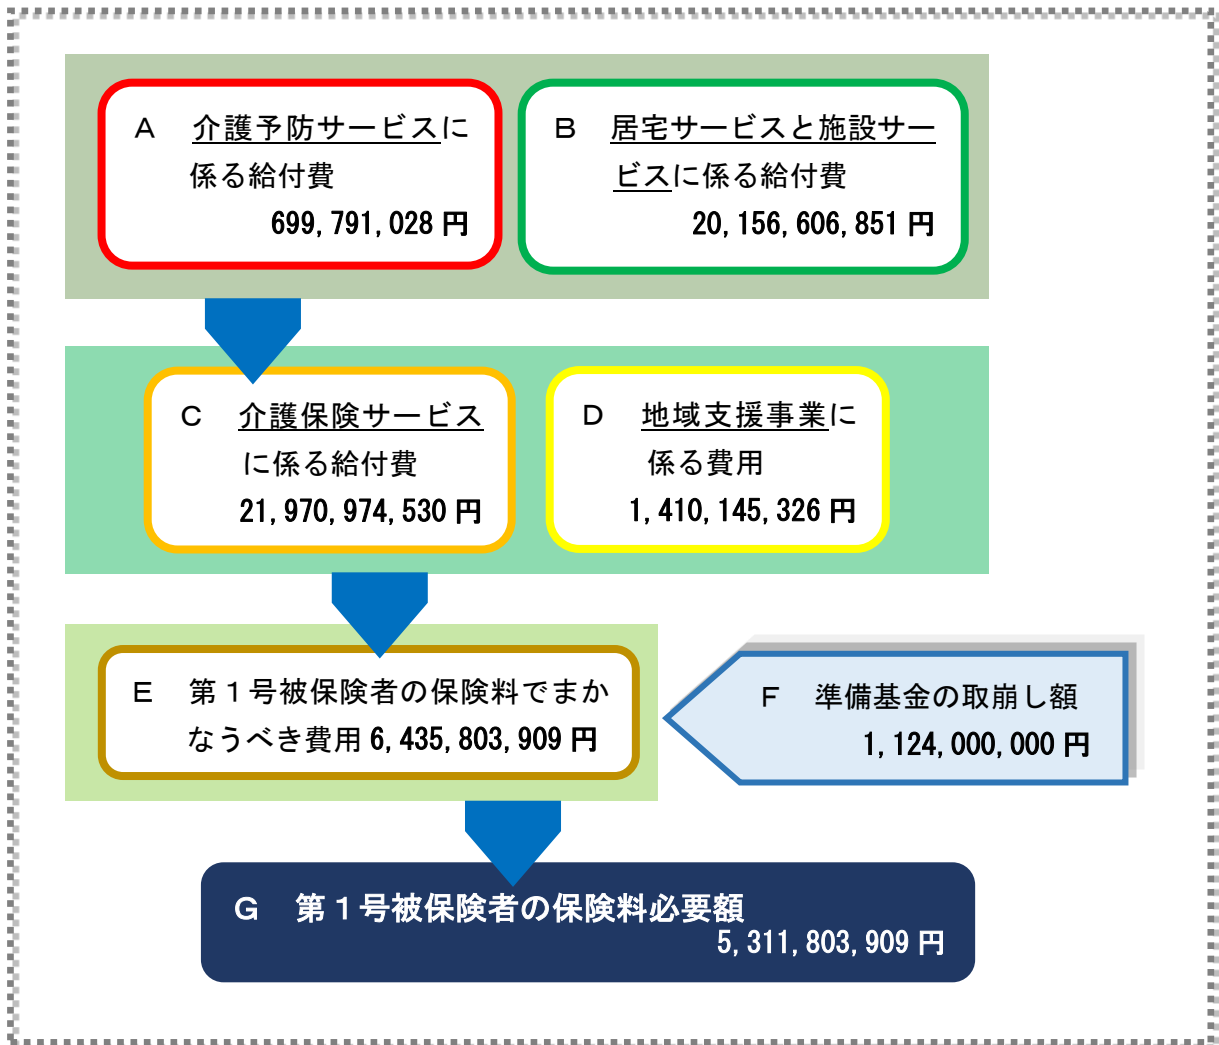 A 介護予防サービスに
係る給付費
699,791,028 円
B 居宅サービスと施設サー
ビスに係る給付費
20,156,606,851 円
C 介護保険サービス
に係る給付費
21,970,974,530 円
D 地域支援事業に
係る費用
1,410,145,326 円
E 第1号被保険者の保険料でまか
なうべき費用 6,435,803,909 円
F 準備基金の取崩し額
1,124,000,000 円
G 第1号被保険者の保険料必要額
5,311,803,909 円